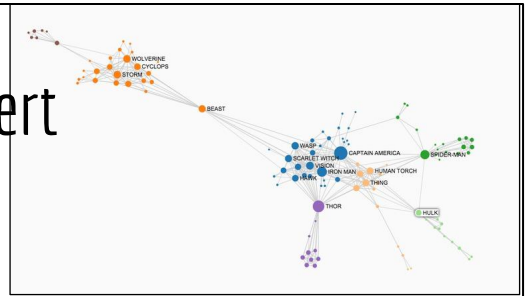 ert
WOLVERINE
CYCLOPS
STORM
BEAST
WASP
CAPTAIN AMERICA
SCARLET WITCH
SPIDER-MAN
VISION
IRON MAN
HUMAN TORCH
HAWK
THING
THOR
HULK